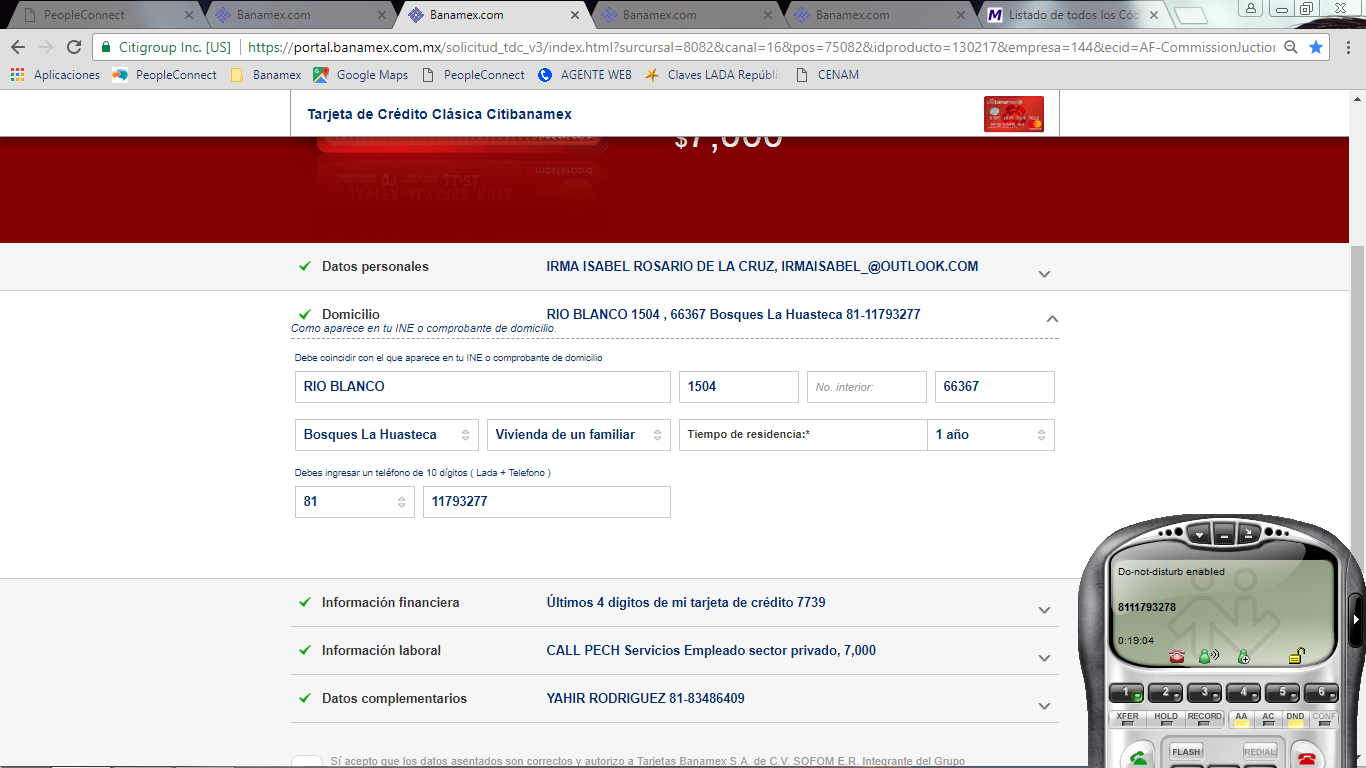 PeopleConnect
Banamex.com
Banamex.com
Banamex.com
Banamex.com
Listado de todos los Cód
Citigroup Inc. [US] https://portal.banamex.com.mx/solicitud_tdc_v3/index.html?sursursal=8082&canal=16&pos=75082&idproducto=130217&empresa=144&ecid=AF-CommissionJuction
Aplicaciones PeopleConnect Banamex Google Maps PeopleConnect AGENTE WEB Claves LADA Repúbli CENAM
Tarjeta de Crédito Clásica Citibanamex
$7,000
Datos personales IRMA ISABEL ROSARIO DE LA CRUZ, IRMAISABEL_@OUTLOOK.COM
Domicilio RIO BLANCO 1504 , 66367 Bosques La Huasteca 81-11793277
Como aparece en tu INE o comprobante de domicilio.
Debe coincidir con el que aparece en tu INE o comprobante de domicilio
RIO BLANCO 1504 No. interior: 66367
Bosques La Huasteca Vivienda de un familiar Tiempo de residencia:* 1 año
Debes ingresar un teléfono de 10 dígitos ( Lada + Telefono )
81 11793277
Información financiera Últimos 4 dígitos de mi tarjeta de crédito 7739
Información laboral CALL PECH Servicios Empleado sector privado, 7,000
Datos complementarios YAHIR RODRIGUEZ 81-83486409
Sí acepto que los datos asentados son correctos y autorizo a Tarjetas Banamex S.A. de C.V. SOFOM E.R. Integrante del Grupo
Do-not-disturb enabled
8111793278
0:19:04
1 2 3 4 5 6
XFER HOLD RECORD AA AC DND CONF
FLASH REDIAL